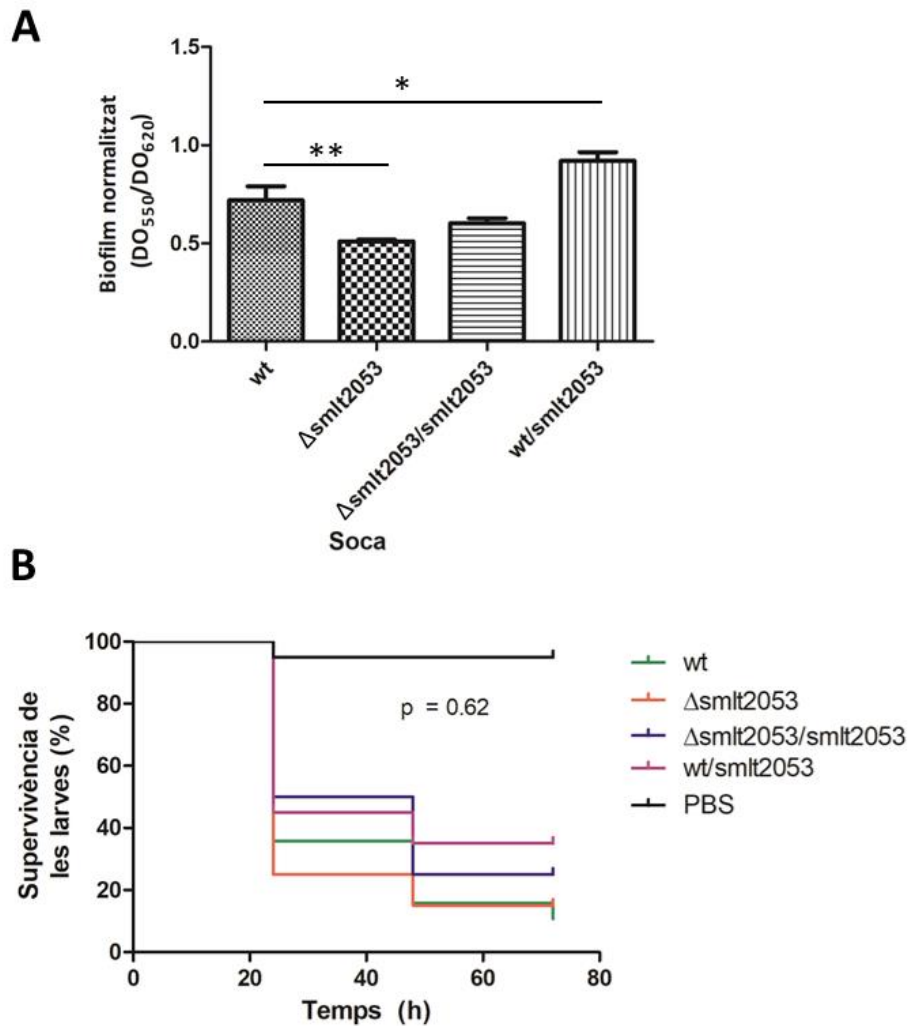 A
Biofilm normalitzat
(DO₅₅₀/DO₆₂₀)
1.5
1.0
0.5
0.0
*
**
wt
Δsmlt2053
Δsmlt2053/smlt2053
wt/smlt2053
Soca
B
Supervivència de
les larves (%)
100
80
60
40
20
0
p = 0.62
wt
Δsmlt2053
Δsmlt2053/smlt2053
wt/smlt2053
PBS
0
20
40
60
80
Temps (h)